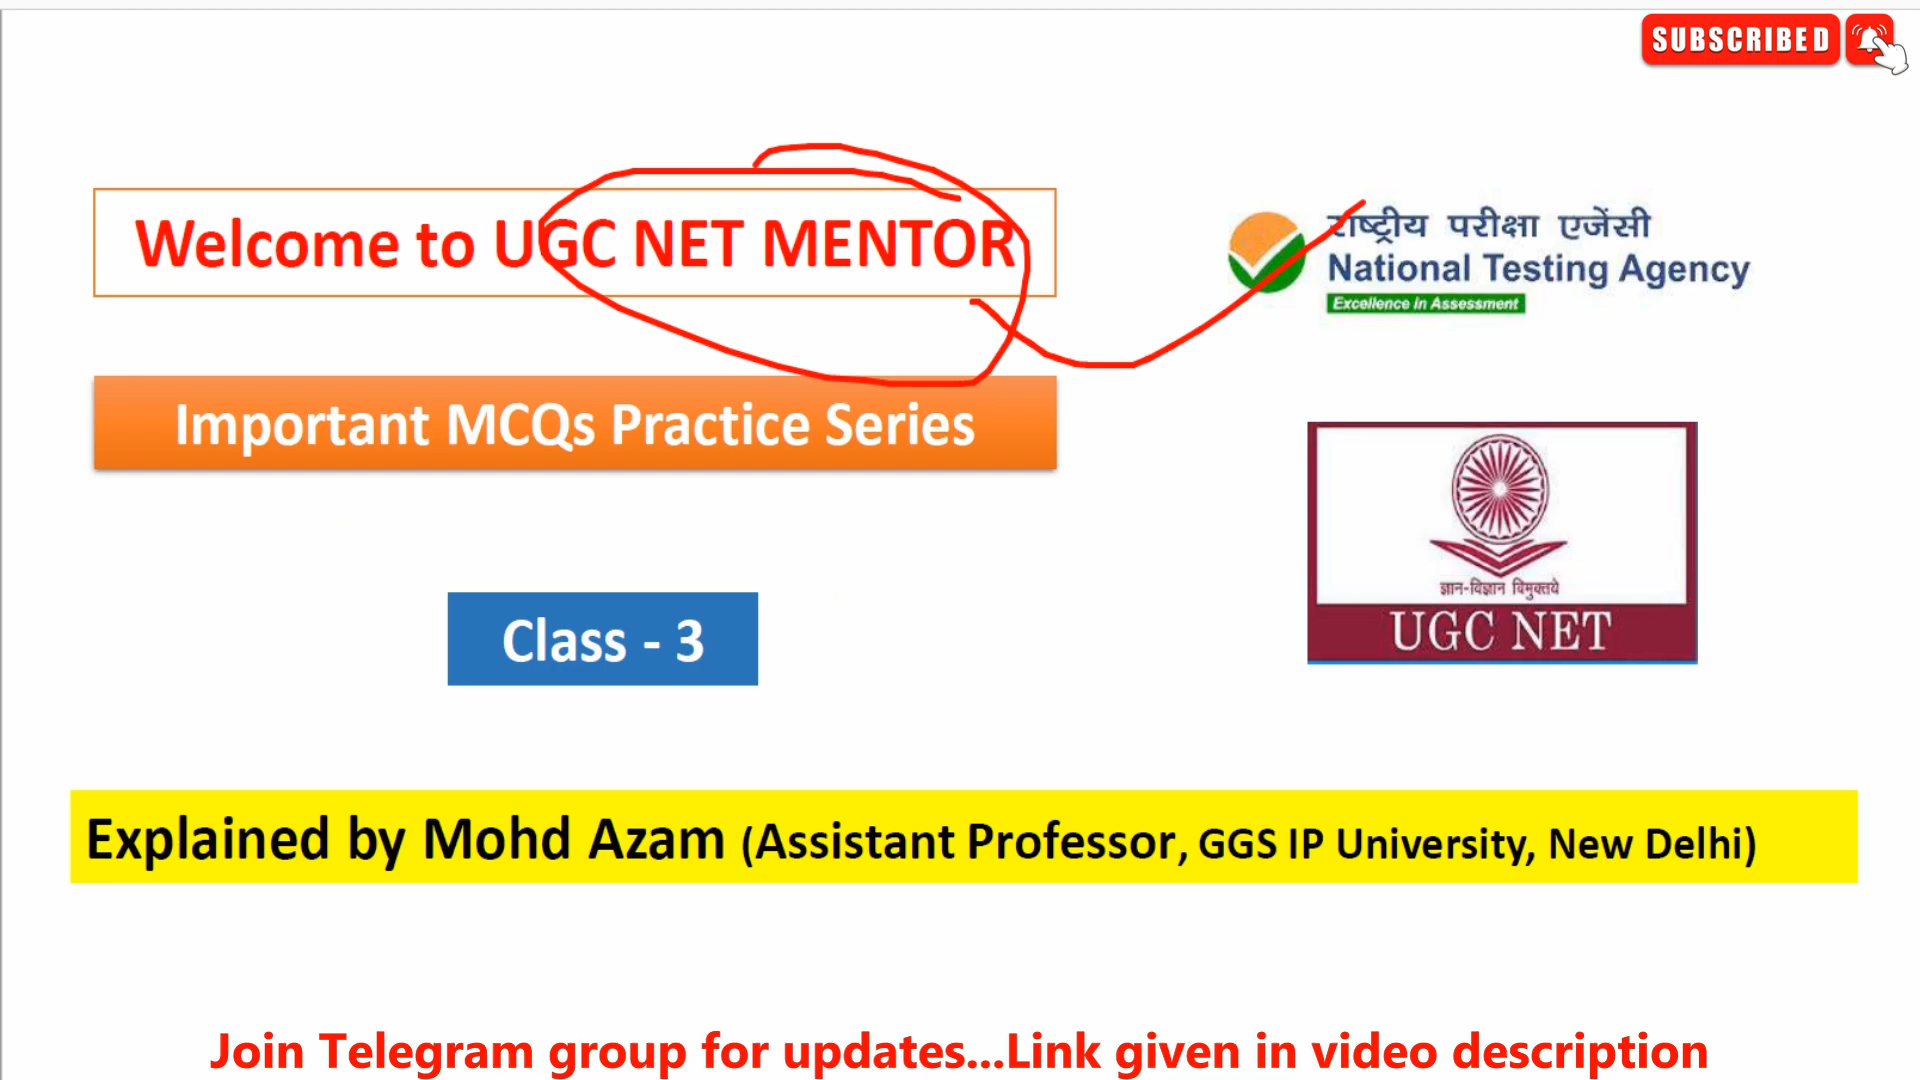 SUBSCRIBED
Welcome to UGC NET MENTOR
राष्ट्रीय परीक्षा एजेंसी
National Testing Agency
Excellence in Assessment
Important MCQs Practice Series
ज्ञान-विज्ञान विमुक्तये
UGC NET
Class - 3
Explained by Mohd Azam (Assistant Professor, GGS IP University, New Delhi)
Join Telegram group for updates...Link given in video description